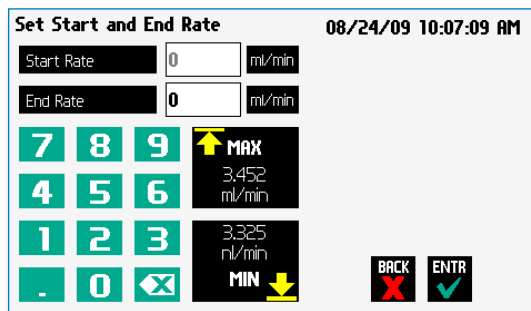 Set Start and End Rate 08/24/09 10:07:09 AM
Start Rate 0 ml/min
End Rate 0 ml/min
7 8 9 MAX
3.452
4 5 6 ml/min
1 2 3 3.325
nl/min
. 0 MIN
BACK ENTR